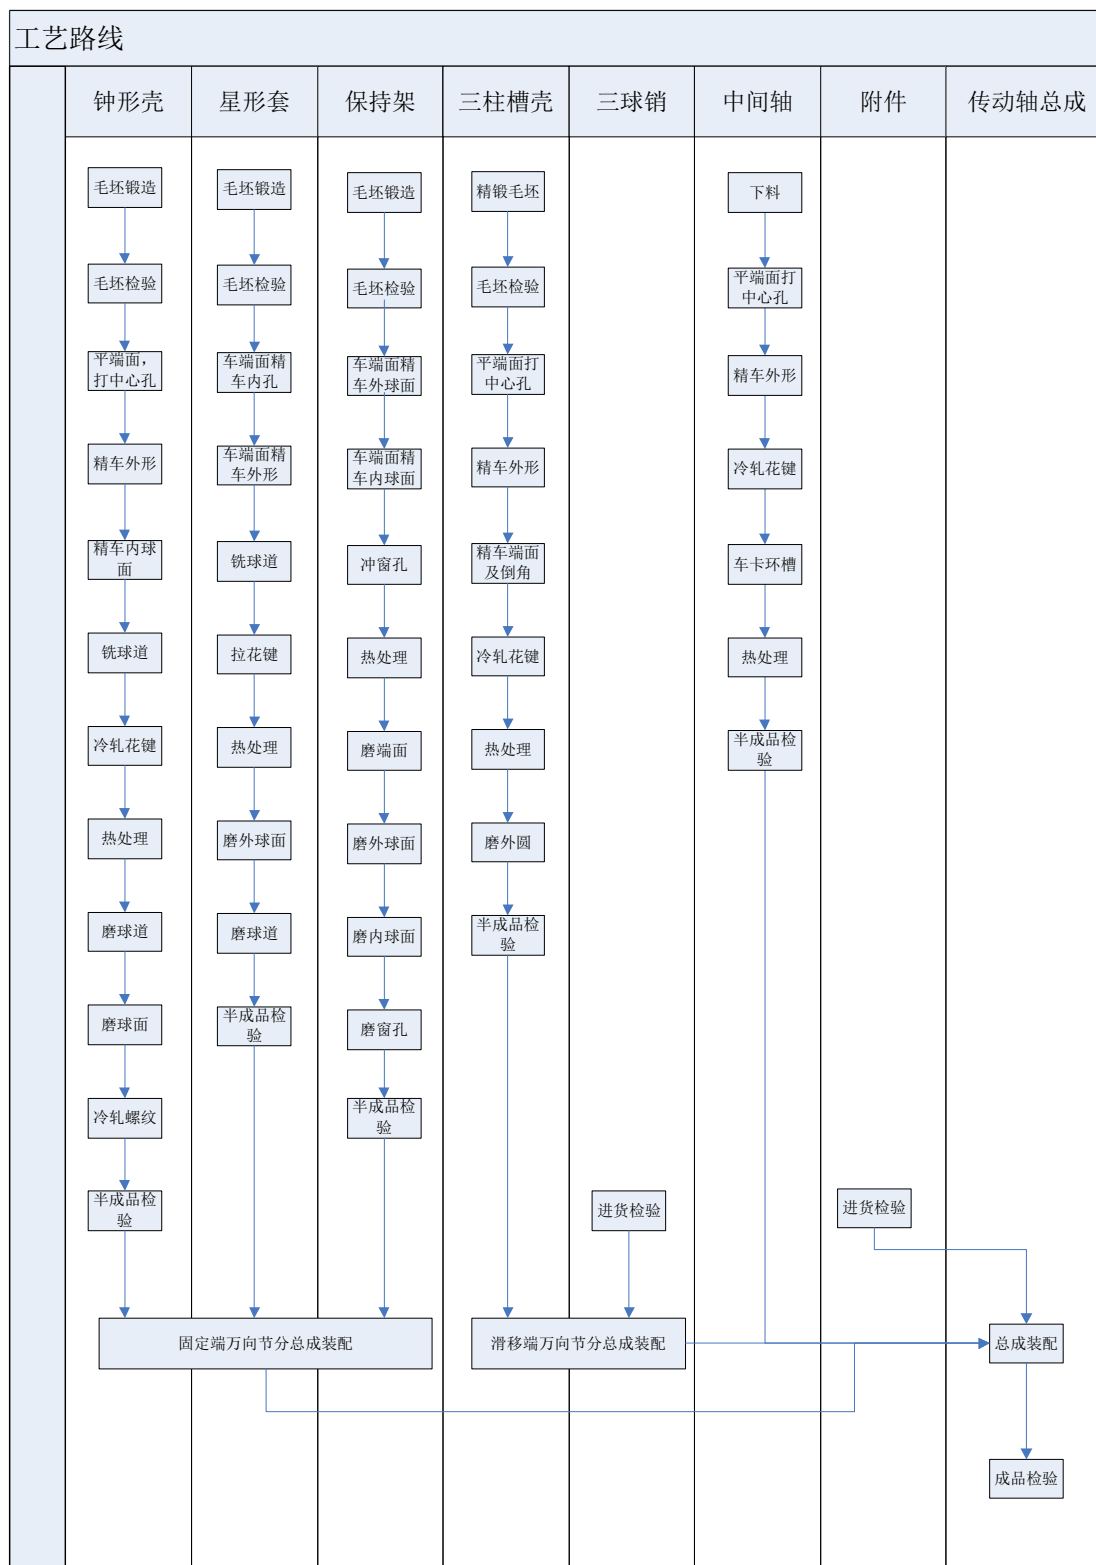 工艺路线
钟形壳
星形套
保持架
三柱槽壳
三球销
中间轴
附件
传动轴总成
毛坯锻造
毛坯检验
平端面，
打中心孔
精车外形
精车内球
面
铣球道
冷轧花键
热处理
磨球道
磨球面
冷轧螺纹
半成品检
验
毛坯锻造
毛坯检验
车端面精
车内孔
车端面精
车外形
铣球道
拉花键
热处理
磨外球面
磨球道
半成品检
验
毛坯锻造
毛坯检验
车端面精
车外球面
车端面精
车内球面
冲窗孔
热处理
磨端面
磨外球面
磨内球面
磨窗孔
半成品检
验
固定端万向节分总成装配
精锻毛坯
毛坯检验
平端面打
中心孔
精车外形
精车端面
及倒角
冷轧花键
热处理
磨外圆
半成品检
验
进货检验
滑移端万向节分总成装配
下料
平端面打
中心孔
精车外形
冷轧花键
车卡环槽
热处理
半成品检
验
进货检验
总成装配
成品检验